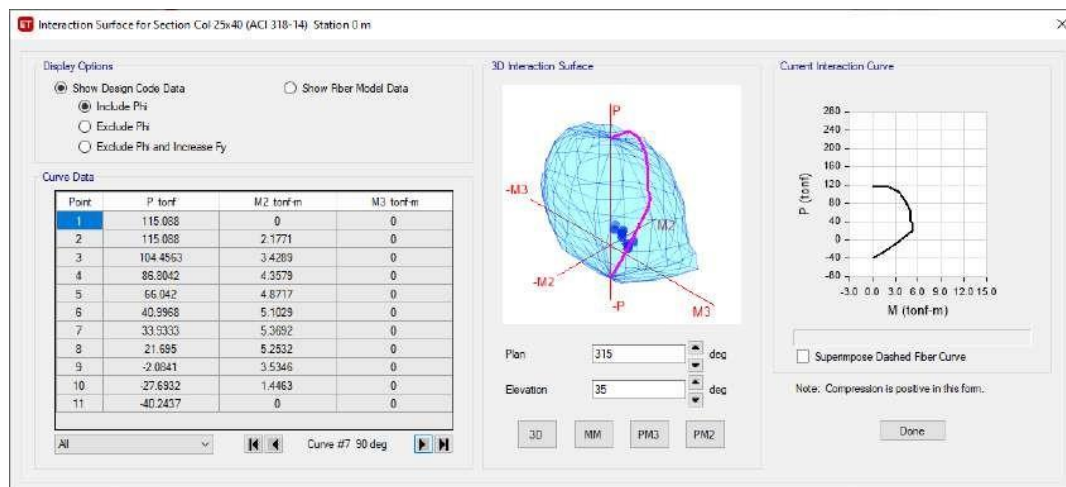 Interaction Surface for Section Col 25x40 (ACI 318-14) Station 0 m
Display Options
Show Design Code Data
Show Fiber Model Data
Include Phi
Exclude Phi
Exclude Phi and Increase Fy
Curve Data
Point P tonf M2 tonf-m M3 tonf-m
1 115.088 0 0
2 115.088 2.1771 0
3 104.4563 3.4289 0
4 86.8042 4.3579 0
5 66.042 4.8717 0
6 40.9968 5.1029 0
7 33.9333 5.3692 0
8 21.695 5.2532 0
9 -2.0841 3.5346 0
10 -27.6932 1.4463 0
11 -40.2437 0 0
All
Curve #7 90 deg
3D Interaction Surface
P
-M3
M2
-M2
-P
M3
Plan 315 deg
Elevation 35 deg
3D MM PM3 PM2
Current Interaction Curve
P (tonf)
280
240
200
160
120
80
40
0
-40
-80
-3.0 0.0 3.0 6.0 9.0 12.0 15.0
M (tonf-m)
Superimpose Dashed Fiber Curve
Note: Compression is positive in this form.
Done